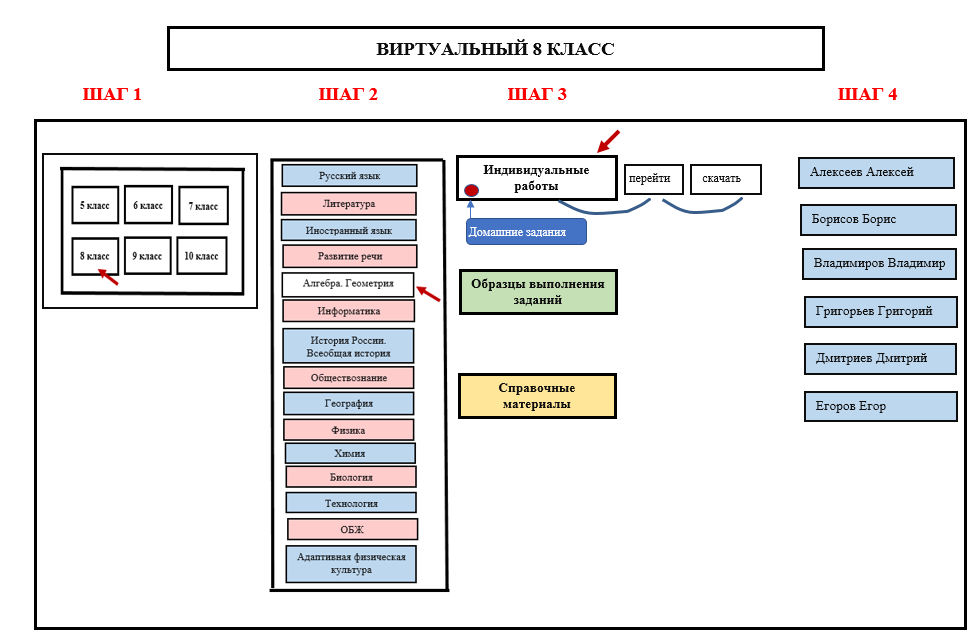 ВИРТУАЛЬНЫЙ 8 КЛАСС
ШАГ 1
ШАГ 2
ШАГ 3
ШАГ 4
5 класс
6 класс
7 класс
8 класс
9 класс
10 класс
Русский язык
Литература
Иностранный язык
Развитие речи
Алгебра. Геометрия
Информатика
История России.
Всеобщая история
Обществознание
География
Физика
Химия
Биология
Технология
ОБЖ
Адаптивная физическая
культура
Индивидуальные
работы
перейти
скачать
Домашние задания
Образцы выполнения
заданий
Справочные
материалы
Алексеев Алексей
Борисов Борис
Владимиров Владимир
Григорьев Григорий
Дмитриев Дмитрий
Егоров Егор